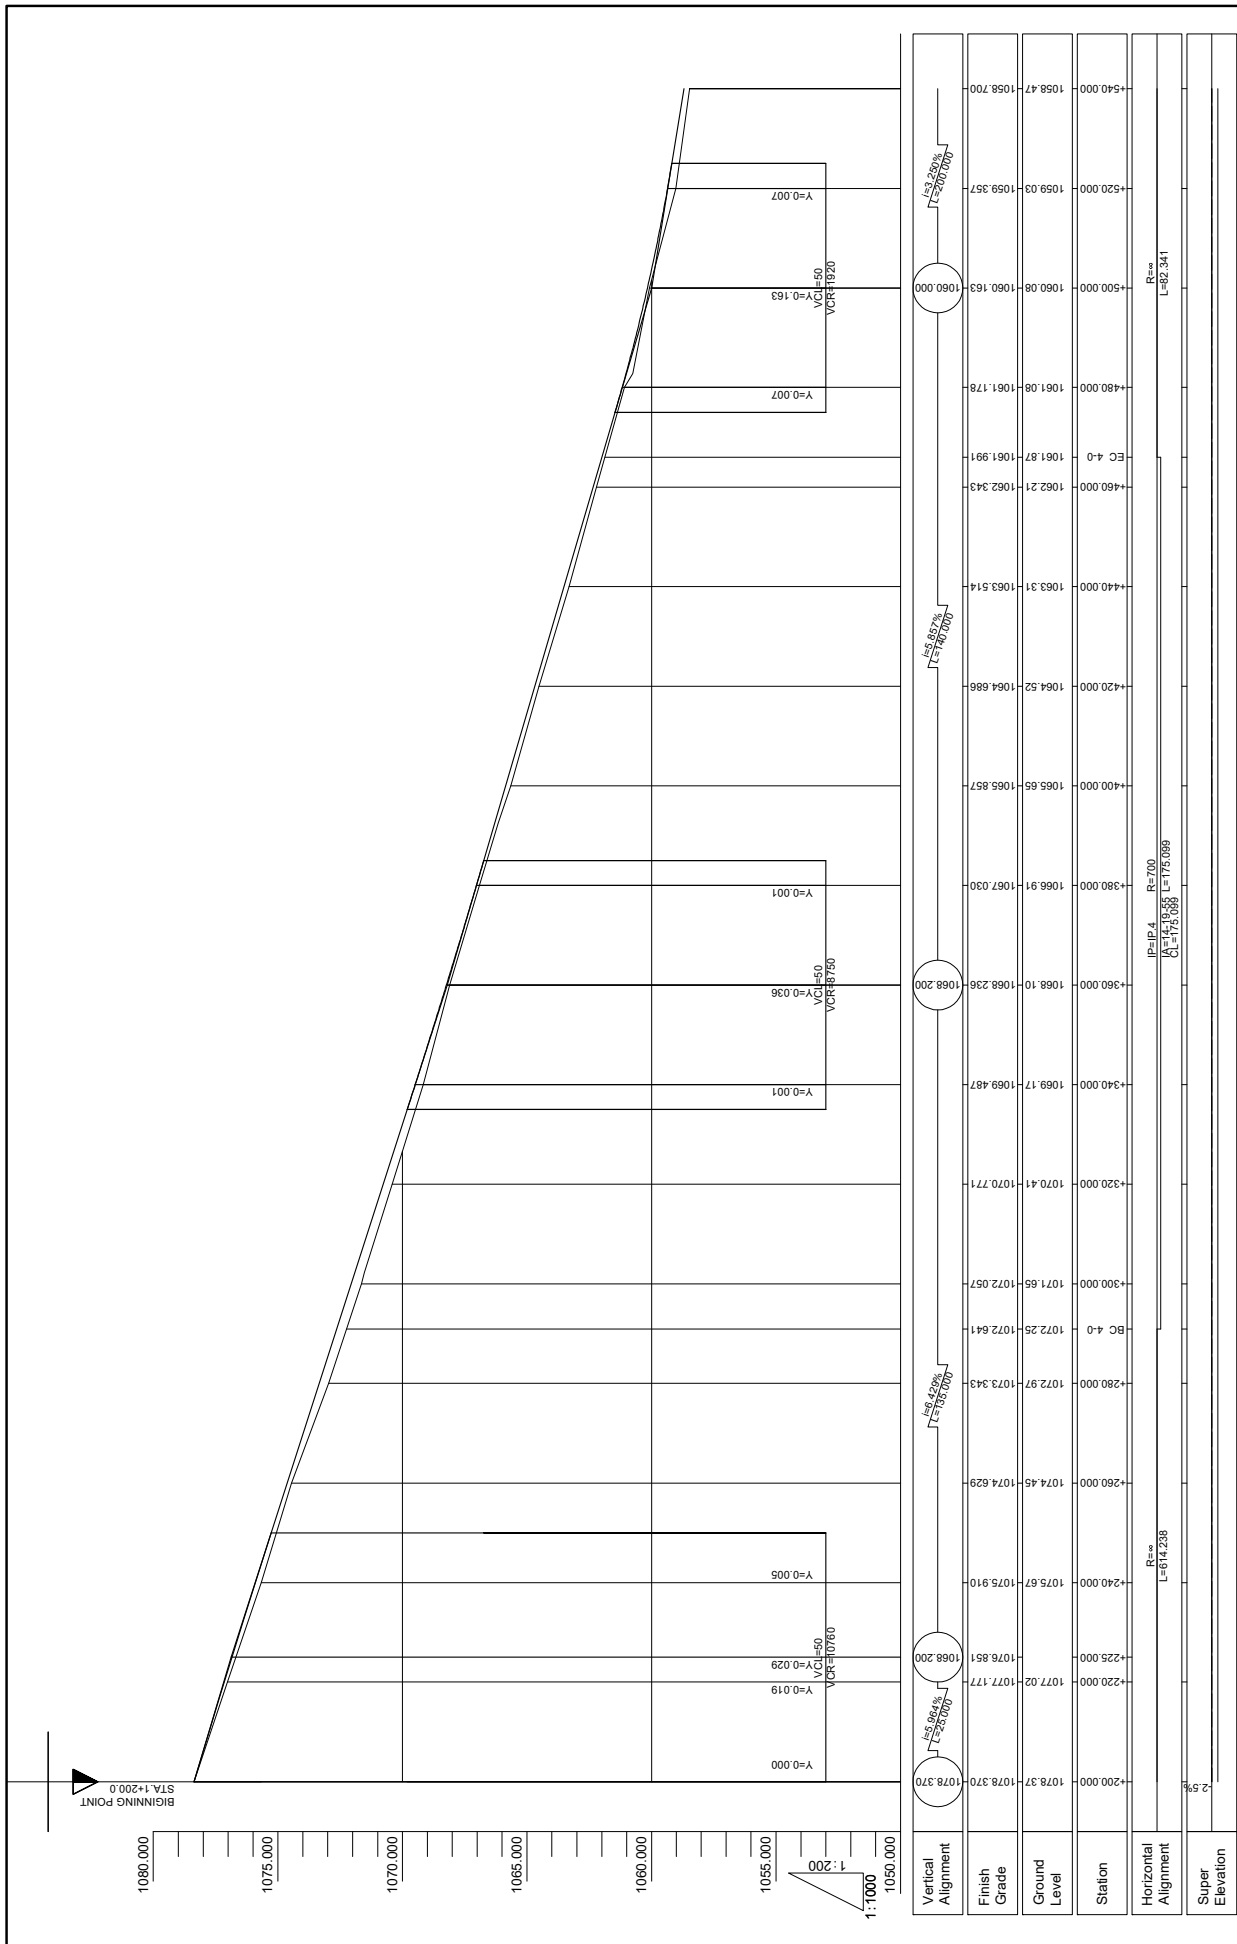 BIGINNING POINT
STA.1+200.0
1080.000
1075.000
1070.000
1065.000
1060.000
1055.000
1050.000
1:200
1:1000
Y=0.000
Y=0.019
Y=0.029
Y=0.005
VCL=50
VCR=10760
Y=0.001
Y=0.036
Y=0.001
VCL=50
VCR=8750
Y=0.007
Y=0.163
Y=0.007
VCL=50
VCR=1920
Vertical
Alignment
1078.370
i=5.964%
L=25.000
1068.200
i=6.429%
L=135.000
1068.200
i=5.857%
L=140.000
1060.000
i=3.250%
L=200.000
Finish
Grade
1078.370
1077.177
1076.851
1075.910
1074.629
1073.343
1072.641
1072.057
1070.771
1069.487
1068.236
1067.030
1065.857
1064.686
1063.514
1062.343
1061.991
1061.178
1060.163
1059.357
1058.700
Ground
Level
1078.37
1077.02
1075.67
1074.45
1072.97
1072.25
1071.65
1070.41
1069.17
1068.10
1066.91
1065.65
1064.52
1063.31
1062.21
1061.87
1061.08
1060.08
1059.03
1058.47
Station
+200.000
+220.000
+225.000
+240.000
+260.000
+280.000
BC 4-0
+300.000
+320.000
+340.000
+360.000
+380.000
+400.000
+420.000
+440.000
+460.000
EC 4-0
+480.000
+500.000
+520.000
+540.000
Horizontal
Alignment
R=∞
L=614.238
IP=IP.4 R=700
IA=14-19-55 L=175.099
CL=175.099
R=∞
L=82.341
Super
Elevation
-2.5%